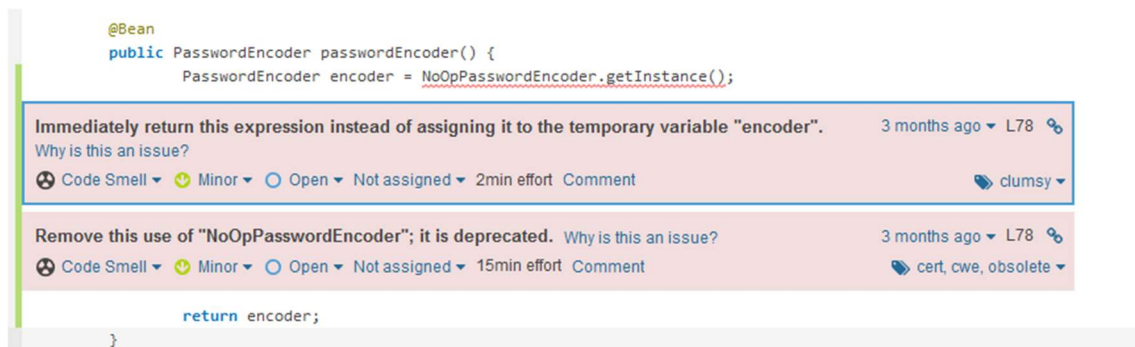 @Bean
public PasswordEncoder passwordEncoder() {
PasswordEncoder encoder = NoOpPasswordEncoder.getInstance();
Immediately return this expression instead of assigning it to the temporary variable "encoder". 3 months ago L78
Why is this an issue?
Code Smell Minor Open Not assigned 2min effort Comment clumsy
Remove this use of "NoOpPasswordEncoder"; it is deprecated. Why is this an issue? 3 months ago L78
Code Smell Minor Open Not assigned 15min effort Comment cert, cwe, obsolete
return encoder;
}